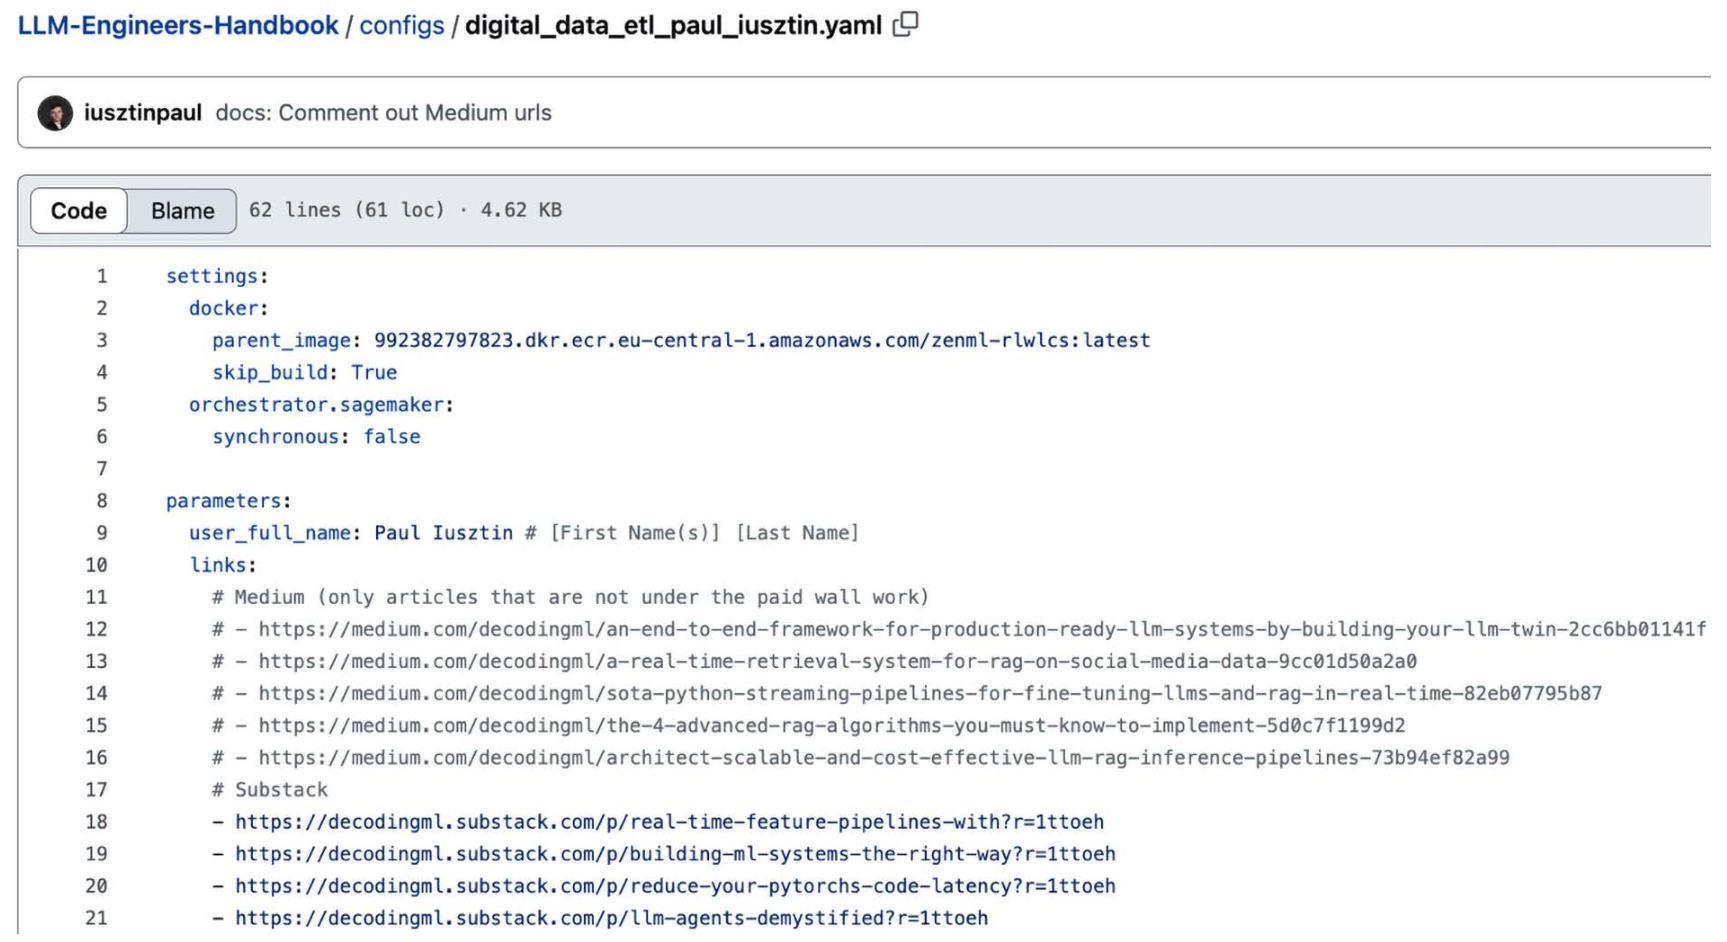 LLM-Engineers-Handbook / configs / digital_data_etl_paul_iusztin.yaml
iusztinpaul docs: Comment out Medium urls
Code Blame 62 lines (61 loc) · 4.62 KB
1 settings:
2 docker:
3 parent_image: 992382797823.dkr.ecr.eu-central-1.amazonaws.com/zenml-rlwlcs:latest
4 skip_build: True
5 orchestrator.sagemaker:
6 synchronous: false
7
8 parameters:
9 user_full_name: Paul Iusztin # [First Name(s)] [Last Name]
10 links:
11 # Medium (only articles that are not under the paid wall work)
12 # - https://medium.com/decodingml/an-end-to-end-framework-for-production-ready-llm-systems-by-building-your-llm-twin-2cc6bb01141f
13 # - https://medium.com/decodingml/a-real-time-retrieval-system-for-rag-on-social-media-data-9cc01d50a2a0
14 # - https://medium.com/decodingml/sota-python-streaming-pipelines-for-fine-tuning-llms-and-rag-in-real-time-82eb07795b87
15 # - https://medium.com/decodingml/the-4-advanced-rag-algorithms-you-must-know-to-implement-5d0c7f1199d2
16 # - https://medium.com/decodingml/architect-scalable-and-cost-effective-llm-rag-inference-pipelines-73b94ef82a99
17 # Substack
18 - https://decodingml.substack.com/p/real-time-feature-pipelines-with?r=1ttoeh
19 - https://decodingml.substack.com/p/building-ml-systems-the-right-way?r=1ttoeh
20 - https://decodingml.substack.com/p/reduce-your-pytorchs-code-latency?r=1ttoeh
21 - https://decodingml.substack.com/p/llm-agents-demystified?r=1ttoeh